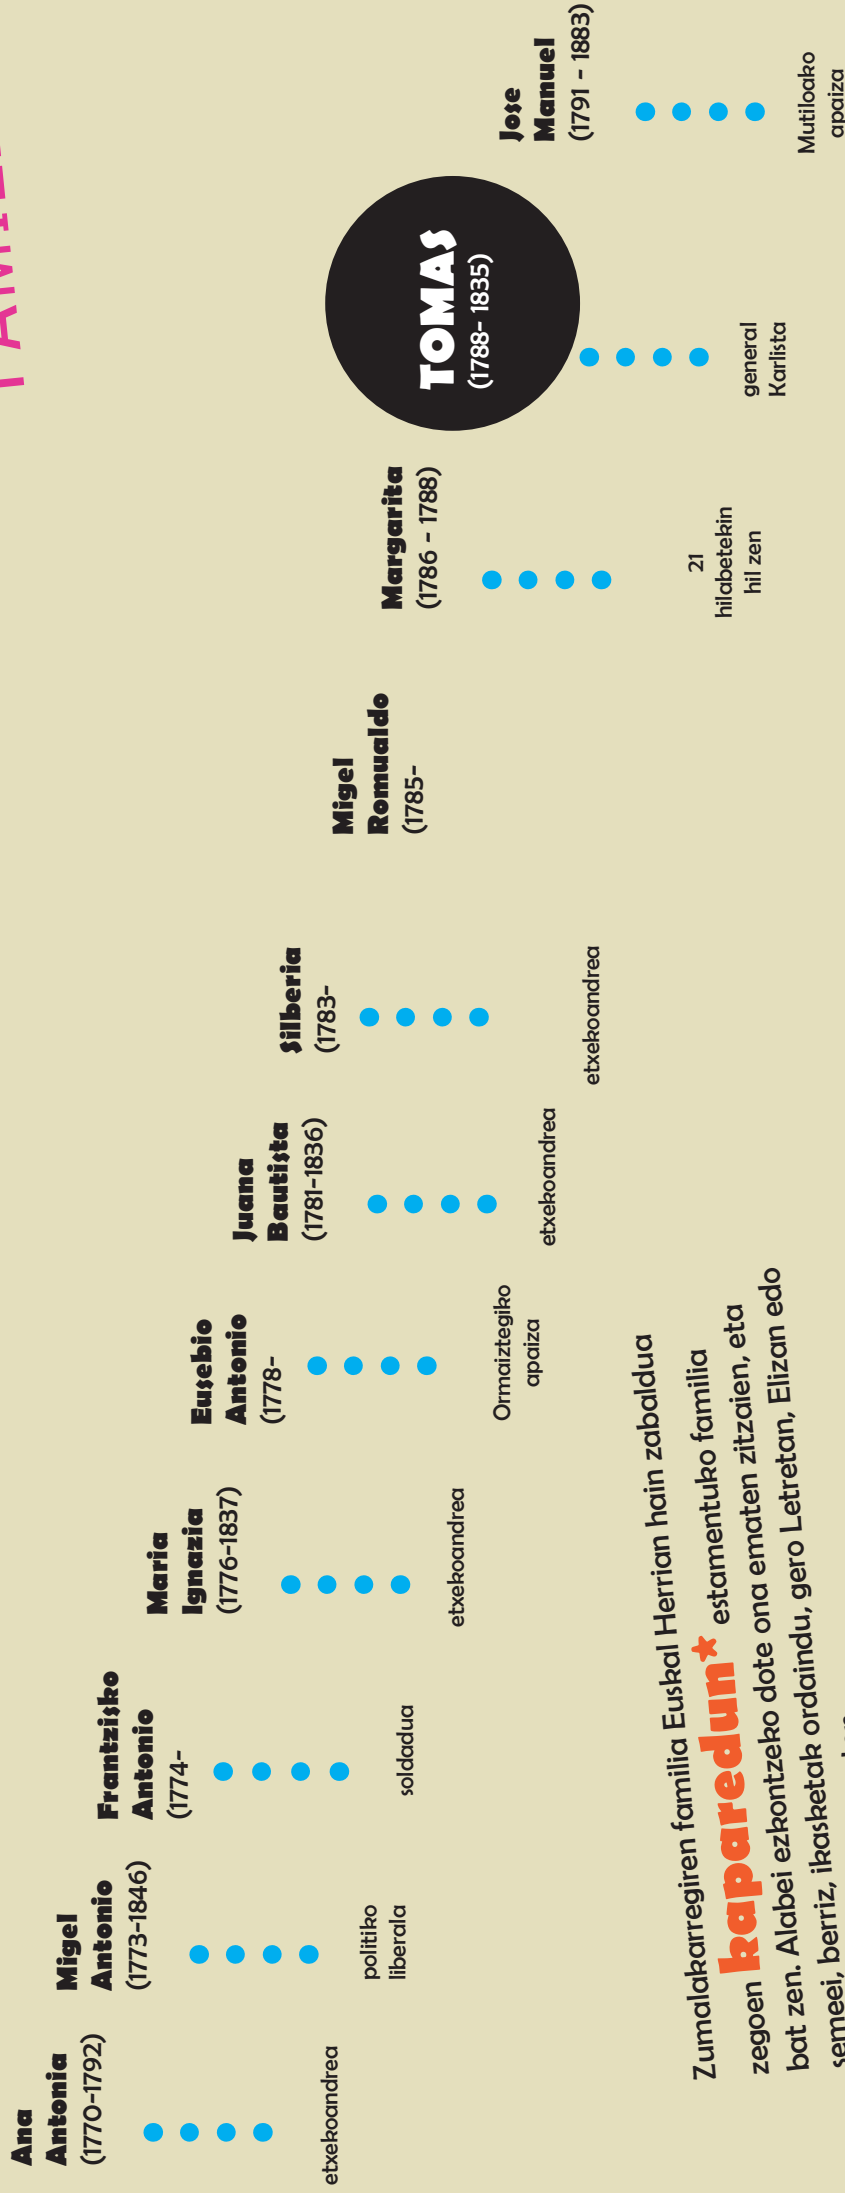 Ana
Antonia
(1770-1792)
etxekoandrea
Migel
Antonio
(1773-1846)
politiko
liberala
Frantzisko
Antonio
(1774-
soldadua
Maria
Ignazia
(1776-1837)
etxekoandrea
Eusebio
Antonio
(1778-
Ormaiztegiko
apaiza
Juana
Bautista
(1781-1836)
etxekoandrea
Silberia
(1783-
etxekoandrea
Migel
Romualdo
(1785-
Margarita
(1786 - 1788)
21
hilabetekin
hil zen
TOMAS
(1788- 1835)
general
Karlista
Jose
Manuel
(1791 - 1883)
Mutiloako
apaiza
Zumalakarregiren familia Euskal Herrian hain zabaldua
zegoen kaparedun* estamentuko familia
bat zen. Alabei ezkontzeko dote ona ematen zitzaien, eta
semeei, berriz, ikasketak ordaindu, gero Letretan, Elizan edo